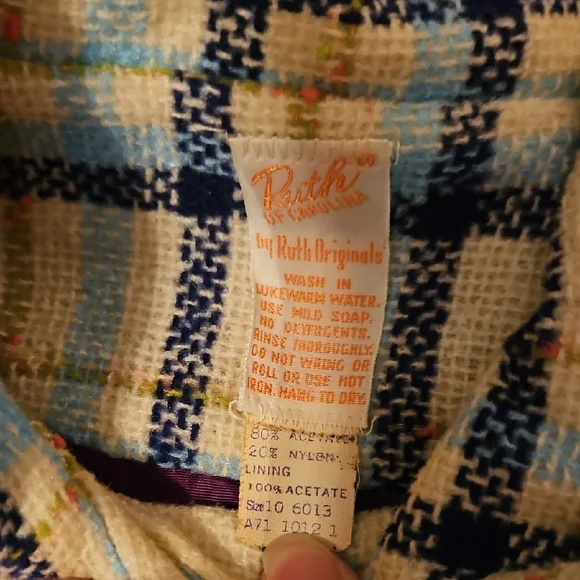 Ruth ®
OF CAROLINA
by Ruth Originals
WASH IN
LUKEWARM WATER.
USE MILD SOAP.
NO DETERGENTS.
RINSE THOROUGHLY.
DO NOT WRING OR
ROLL OR USE HOT
IRON. HANG TO DRY.
80% ACETATE
20% NYLON
LINING
100% ACETATE
Size 10 6013
A71 1012 1